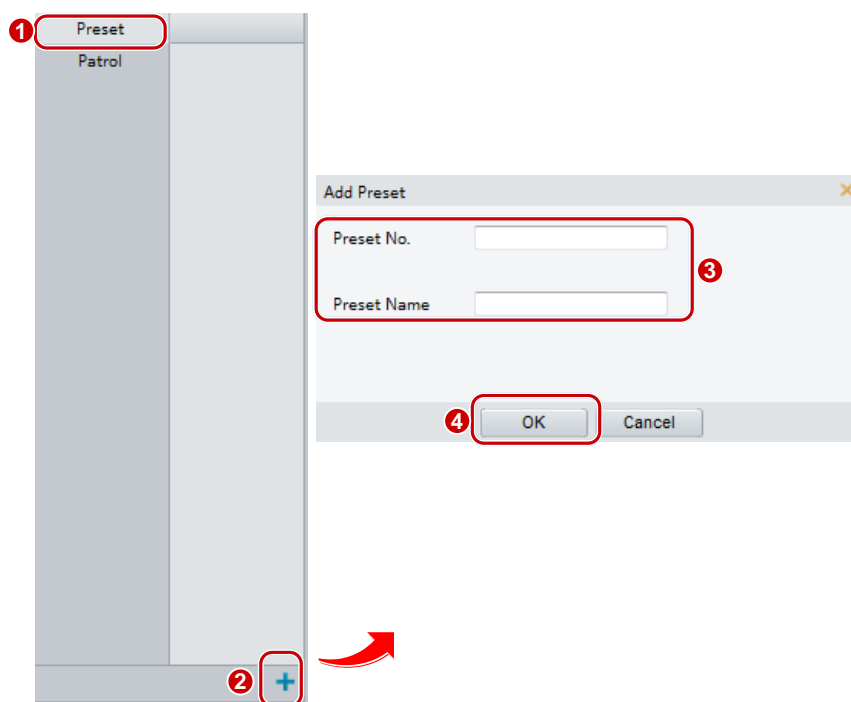 1 Preset
Patrol
Add Preset
Preset No.
3
Preset Name
4 OK Cancel
2 +